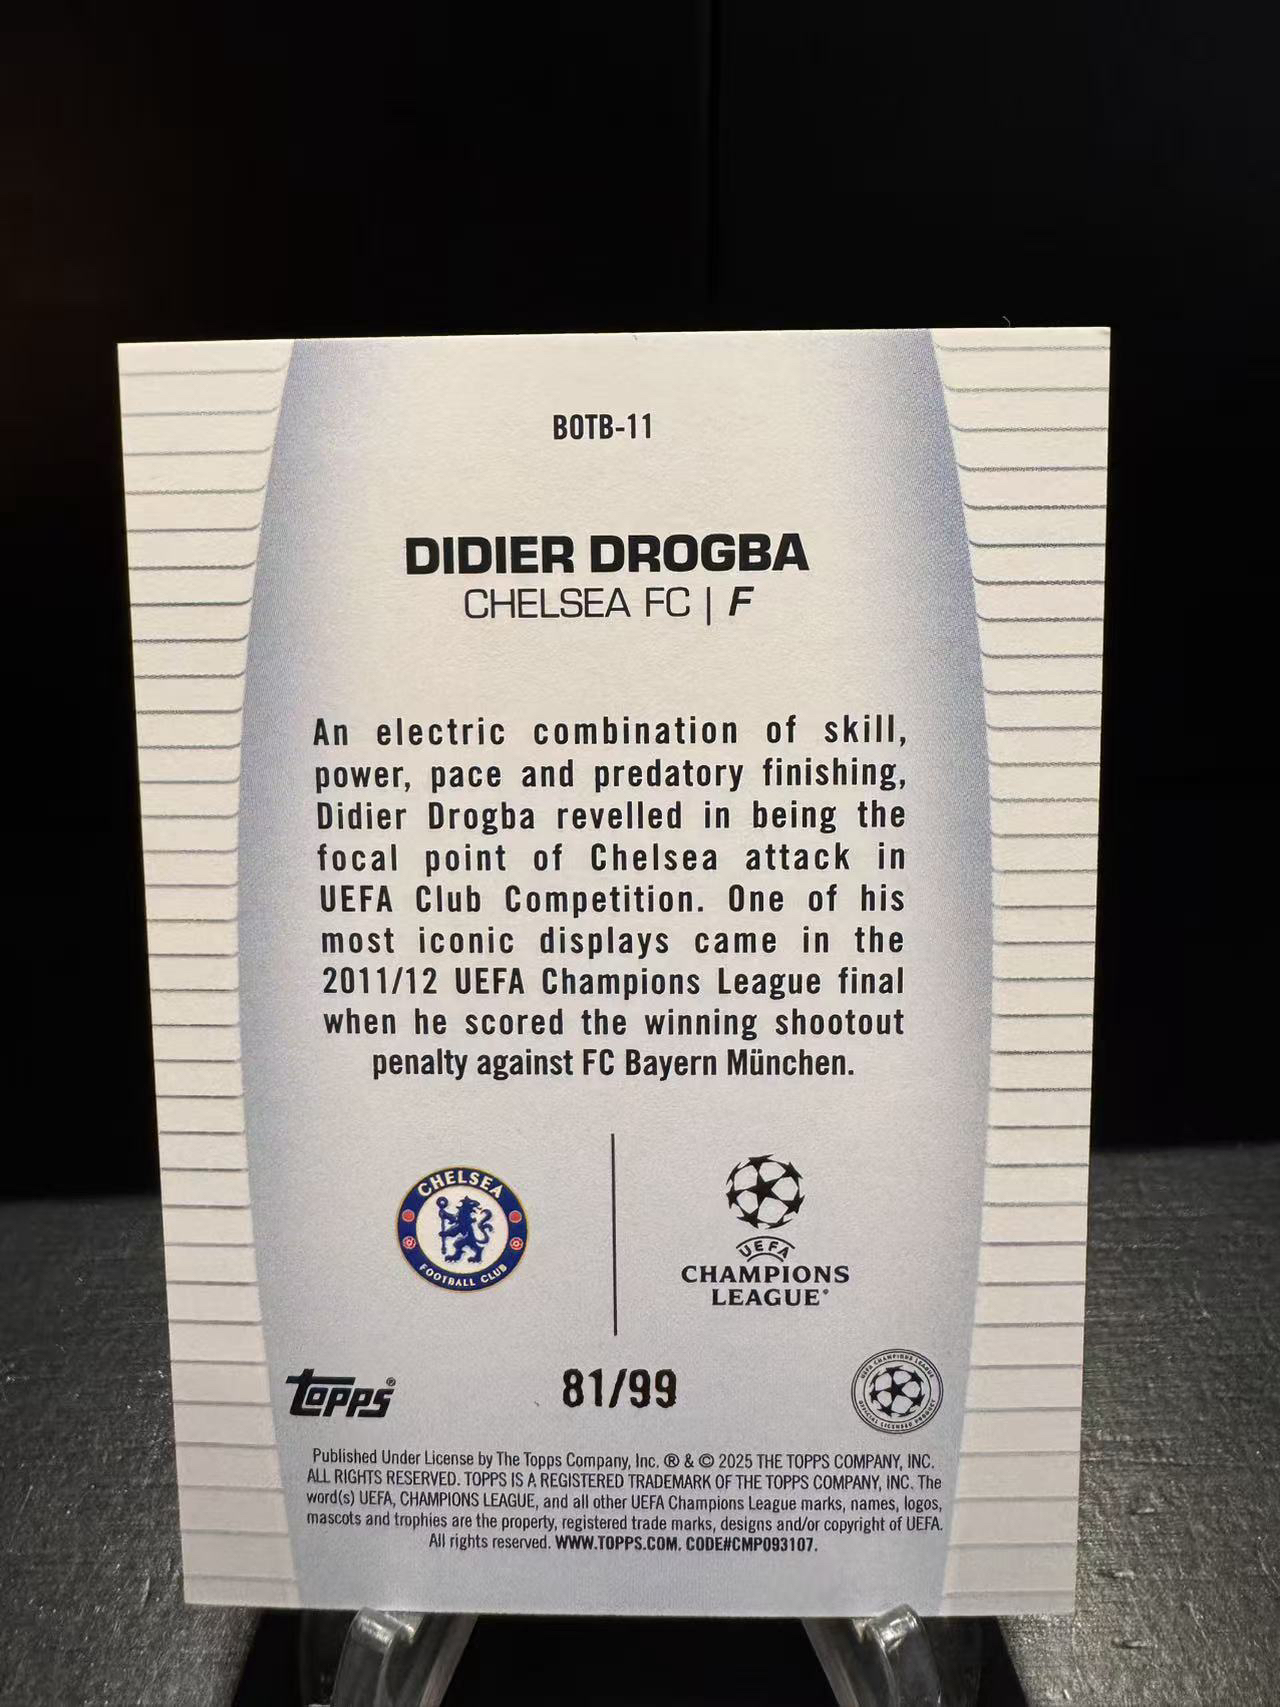 BOTB-11
DIDIER DROGBA
CHELSEA FC | F
An electric combination of skill,
power, pace and predatory finishing,
Didier Drogba revelled in being the
focal point of Chelsea attack in
UEFA Club Competition. One of his
most iconic displays came in the
2011/12 UEFA Champions League final
when he scored the winning shootout
penalty against FC Bayern München.
CHELSEA
FOOTBALL CLUB
UEFA
CHAMPIONS
LEAGUE®
Topps®
81/99
UEFA CHAMPIONS LEAGUE
OFFICIAL LICENSED PRODUCT
Published Under License by The Topps Company, Inc. ® & © 2025 THE TOPPS COMPANY, INC.
ALL RIGHTS RESERVED. TOPPS IS A REGISTERED TRADEMARK OF THE TOPPS COMPANY, INC. The
word(s) UEFA, CHAMPIONS LEAGUE, and all other UEFA Champions League marks, names, logos,
mascots and trophies are the property, registered trade marks, designs and/or copyright of UEFA.
All rights reserved. WWW.TOPPS.COM. CODE#CMP093107.